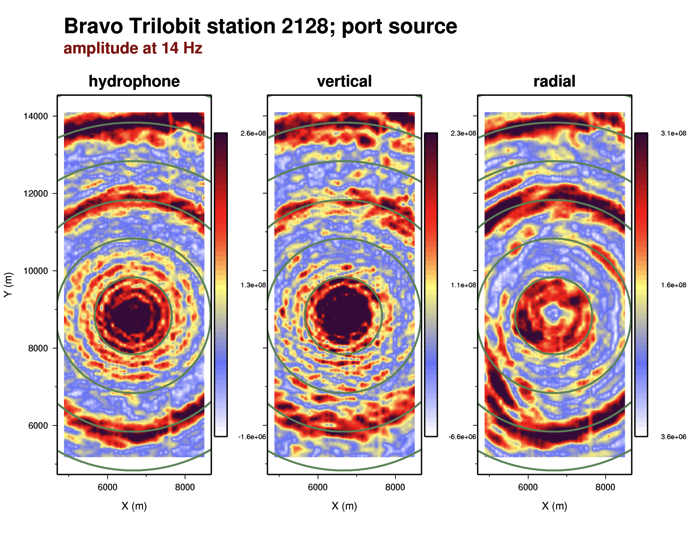 Bravo Trilobit station 2128; port source
amplitude at 14 Hz
hydrophone
vertical
radial
14000
12000
10000
8000
6000
Y (m)
2.6e+08
1.3e+08
-1.6e+06
2.3e+08
1.1e+08
-6.6e+06
3.1e+08
1.6e+08
3.6e+06
6000 8000
6000 8000
6000 8000
X (m)
X (m)
X (m)